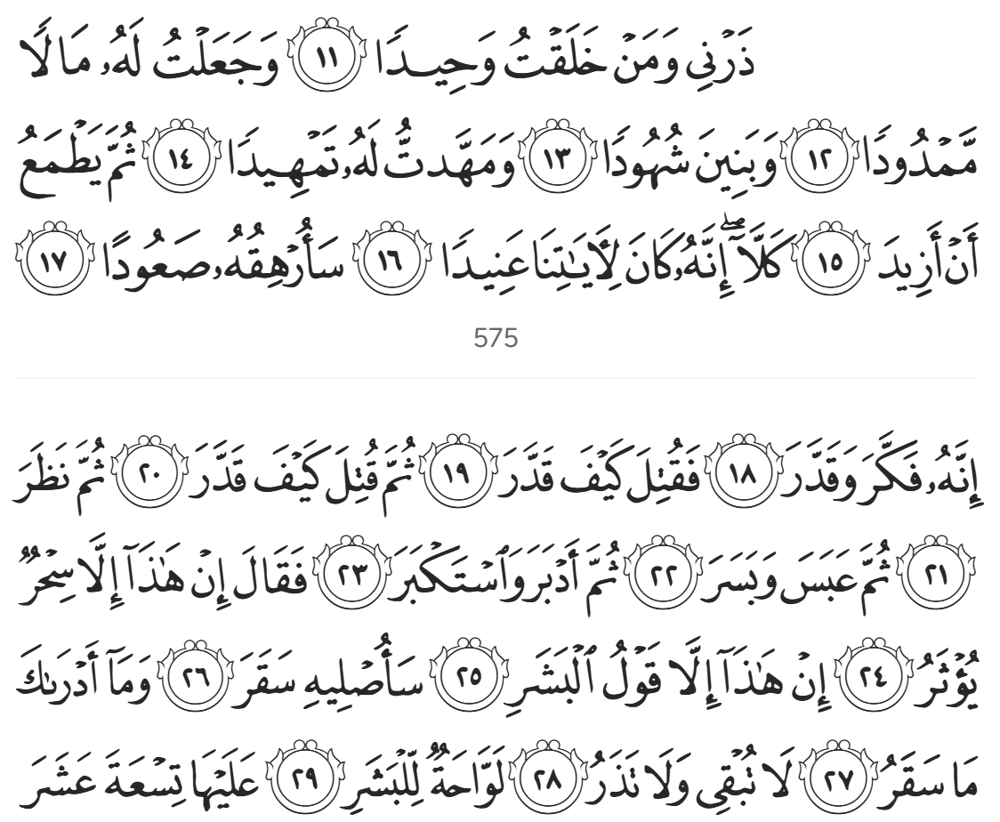 ذَرۡنِي وَمَنۡ خَلَقۡتُ وَحِيدٗا ١١ وَجَعَلۡتُ لَهُۥ مَالٗا
مَّمۡدُودٗا ١٢ وَبَنِينَ شُهُودٗا ١٣ وَمَهَّدتُّ لَهُۥ تَمۡهِيدٗا ١٤ ثُمَّ يَطۡمَعُ
أَنۡ أَزِيدَ ١٥ كَلَّآۖ إِنَّهُۥ كَانَ لِأٓيَٰتِنَا عَنِيدٗا ١٦ سَأُرۡهِقُهُۥ صَعُودًا ١٧
575
إِنَّهُۥ فَكَّرَ وَقَدَّرَ ١٨ فَقُتِلَ كَيۡفَ قَدَّرَ ١٩ ثُمَّ قُتِلَ كَيۡفَ قَدَّرَ ٢٠ ثُمَّ نَظَرَ
٢١ ثُمَّ عَبَسَ وَبَسَرَ ٢٢ ثُمَّ أَدۡبَرَ وَٱسۡتَكۡبَرَ ٢٣ فَقَالَ إِنۡ هَٰذَآ إِلَّا سِحۡرٞ
يُؤۡثَرُ ٢٤ إِنۡ هَٰذَآ إِلَّا قَوۡلُ ٱلۡبَشَرِ ٢٥ سَأُصۡلِيهِ سَقَرَ ٢٦ وَمَآ أَدۡرَىٰكَ
مَا سَقَرُ ٢٧ لَا تُبۡقِي وَلَا تَذَرُ ٢٨ لَوَّاحَةٞ لِّلۡبَشَرِ ٢٩ عَلَيۡهَا تِسۡعَةَ عَشَرَ